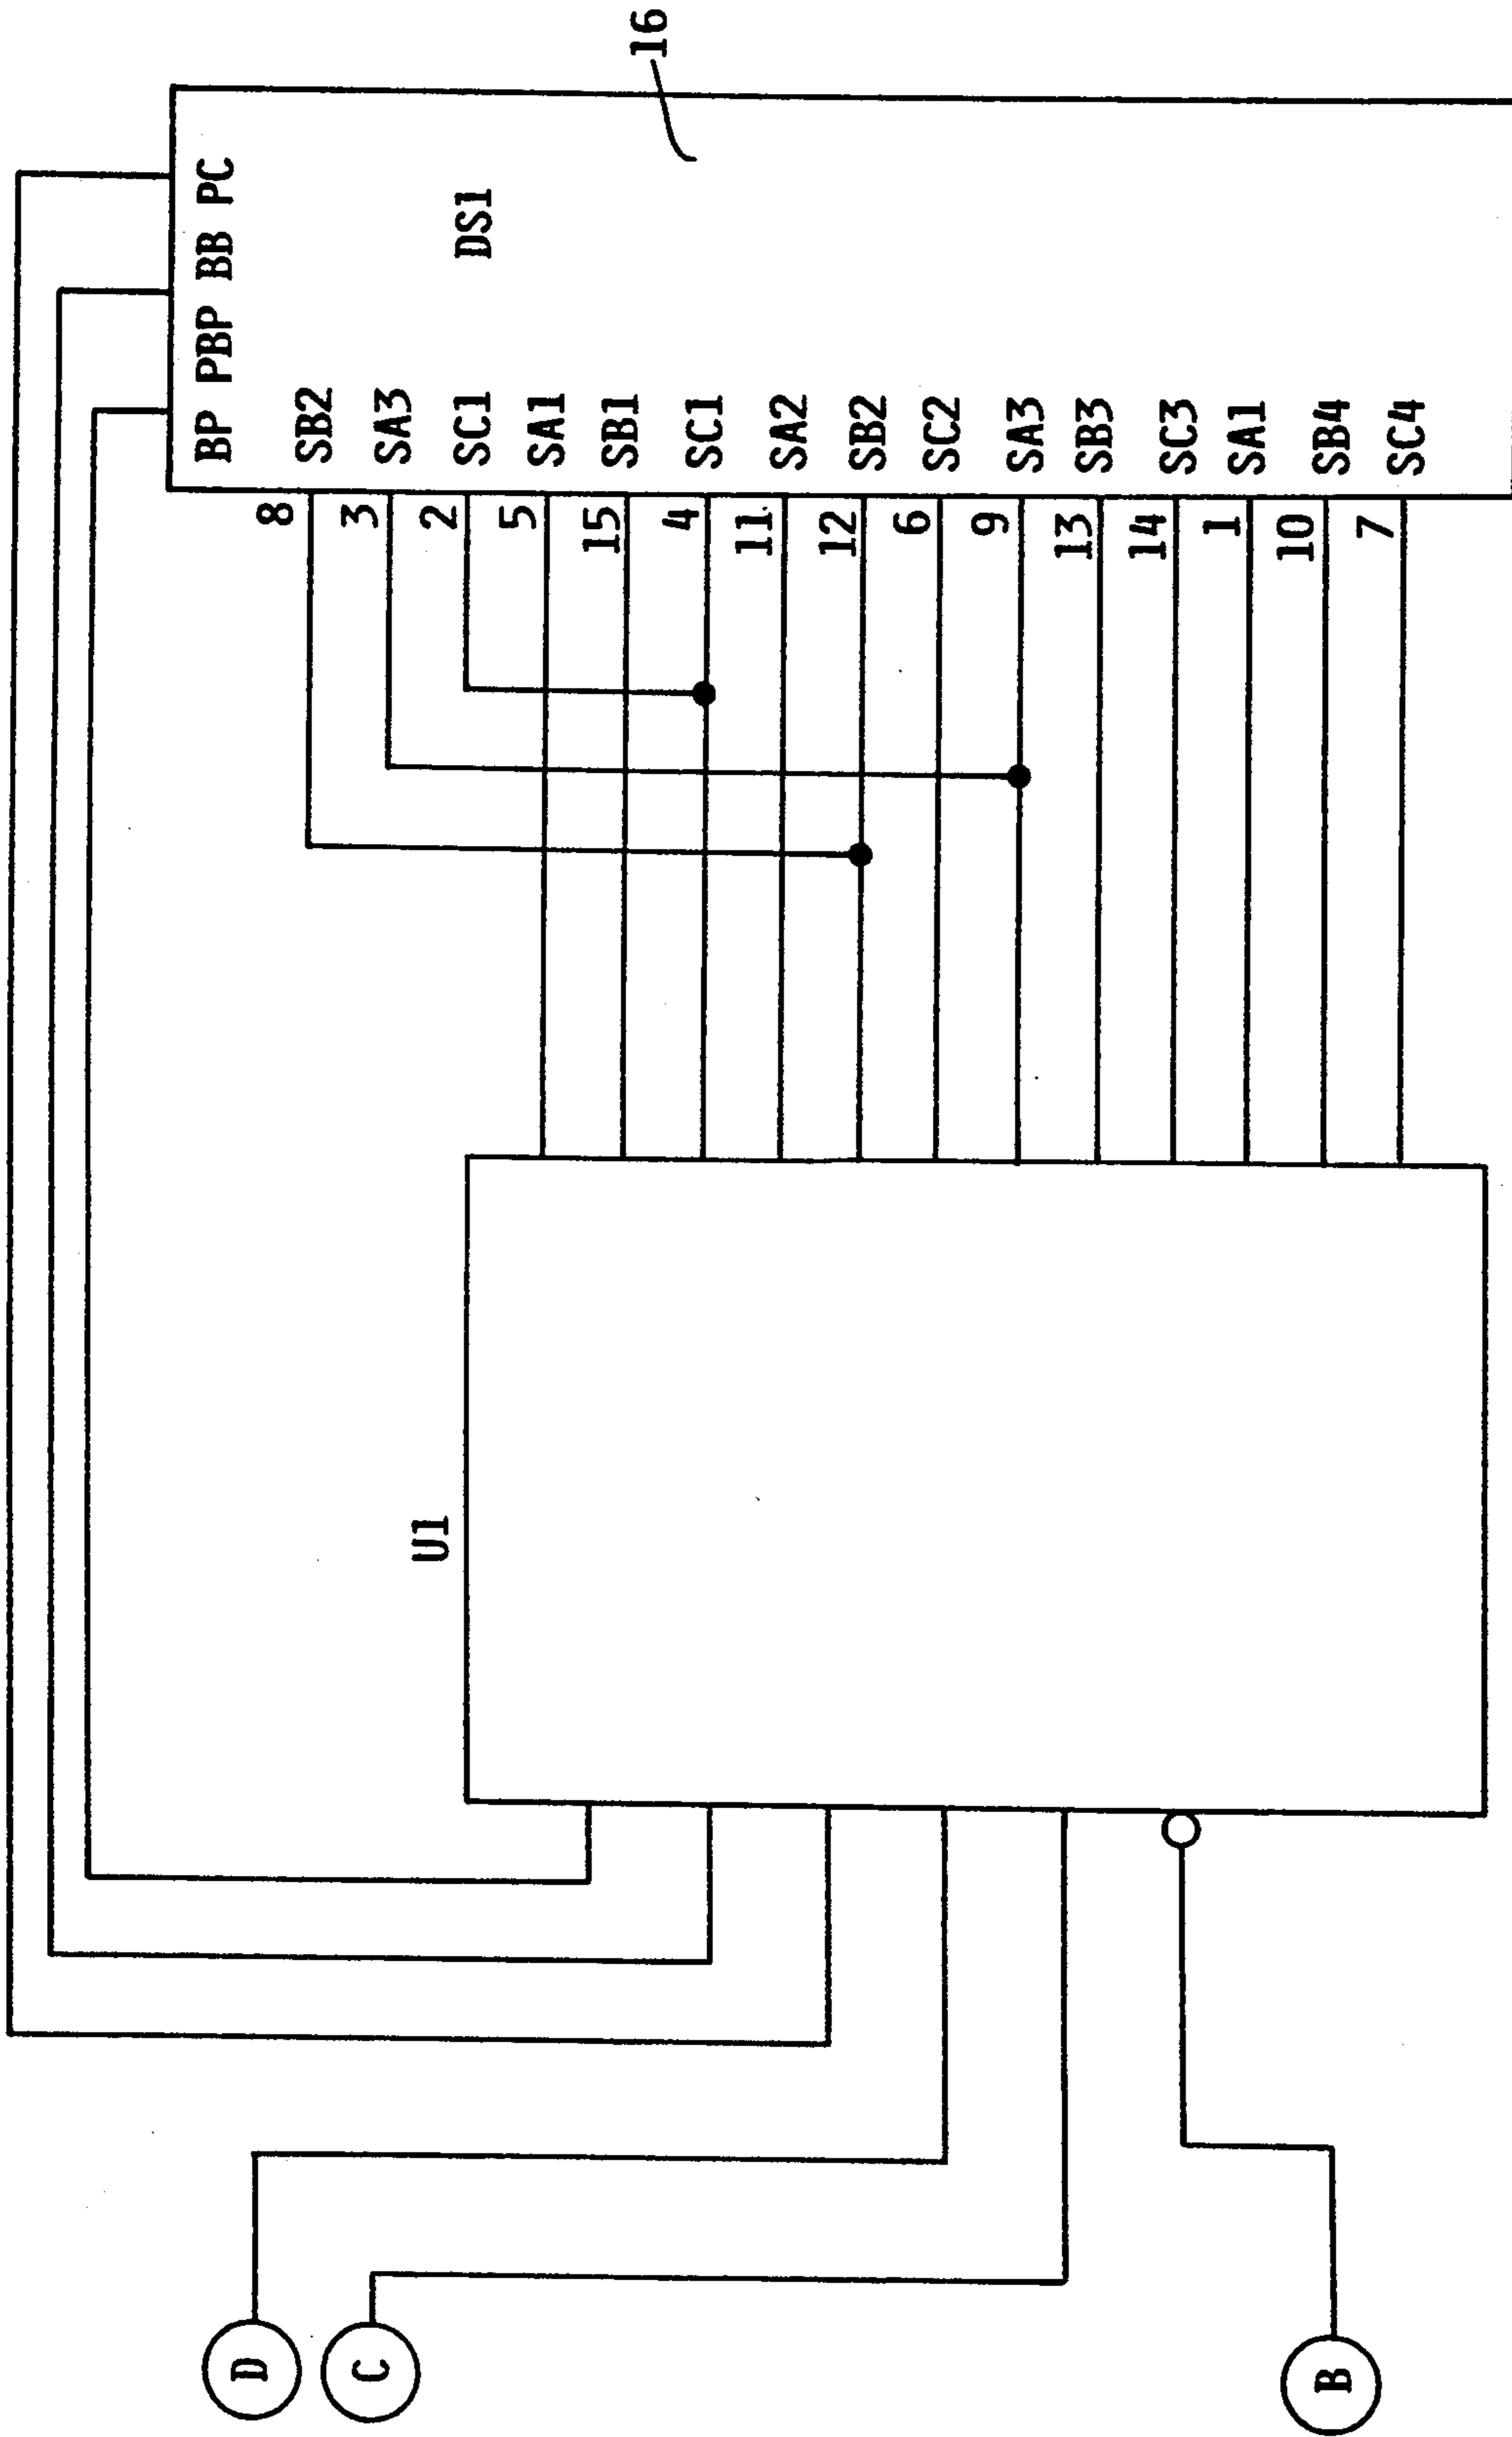 16
BP PBP BB PC
DS1
8 SB2
3 SA3
2 SC1
5 SA1
15 SB1
4 SC1
11 SA2
12 SB2
6 SC2
9 SA3
13 SB3
14 SC3
1 SA1
10 SB4
7 SC4
U1
D
C
B